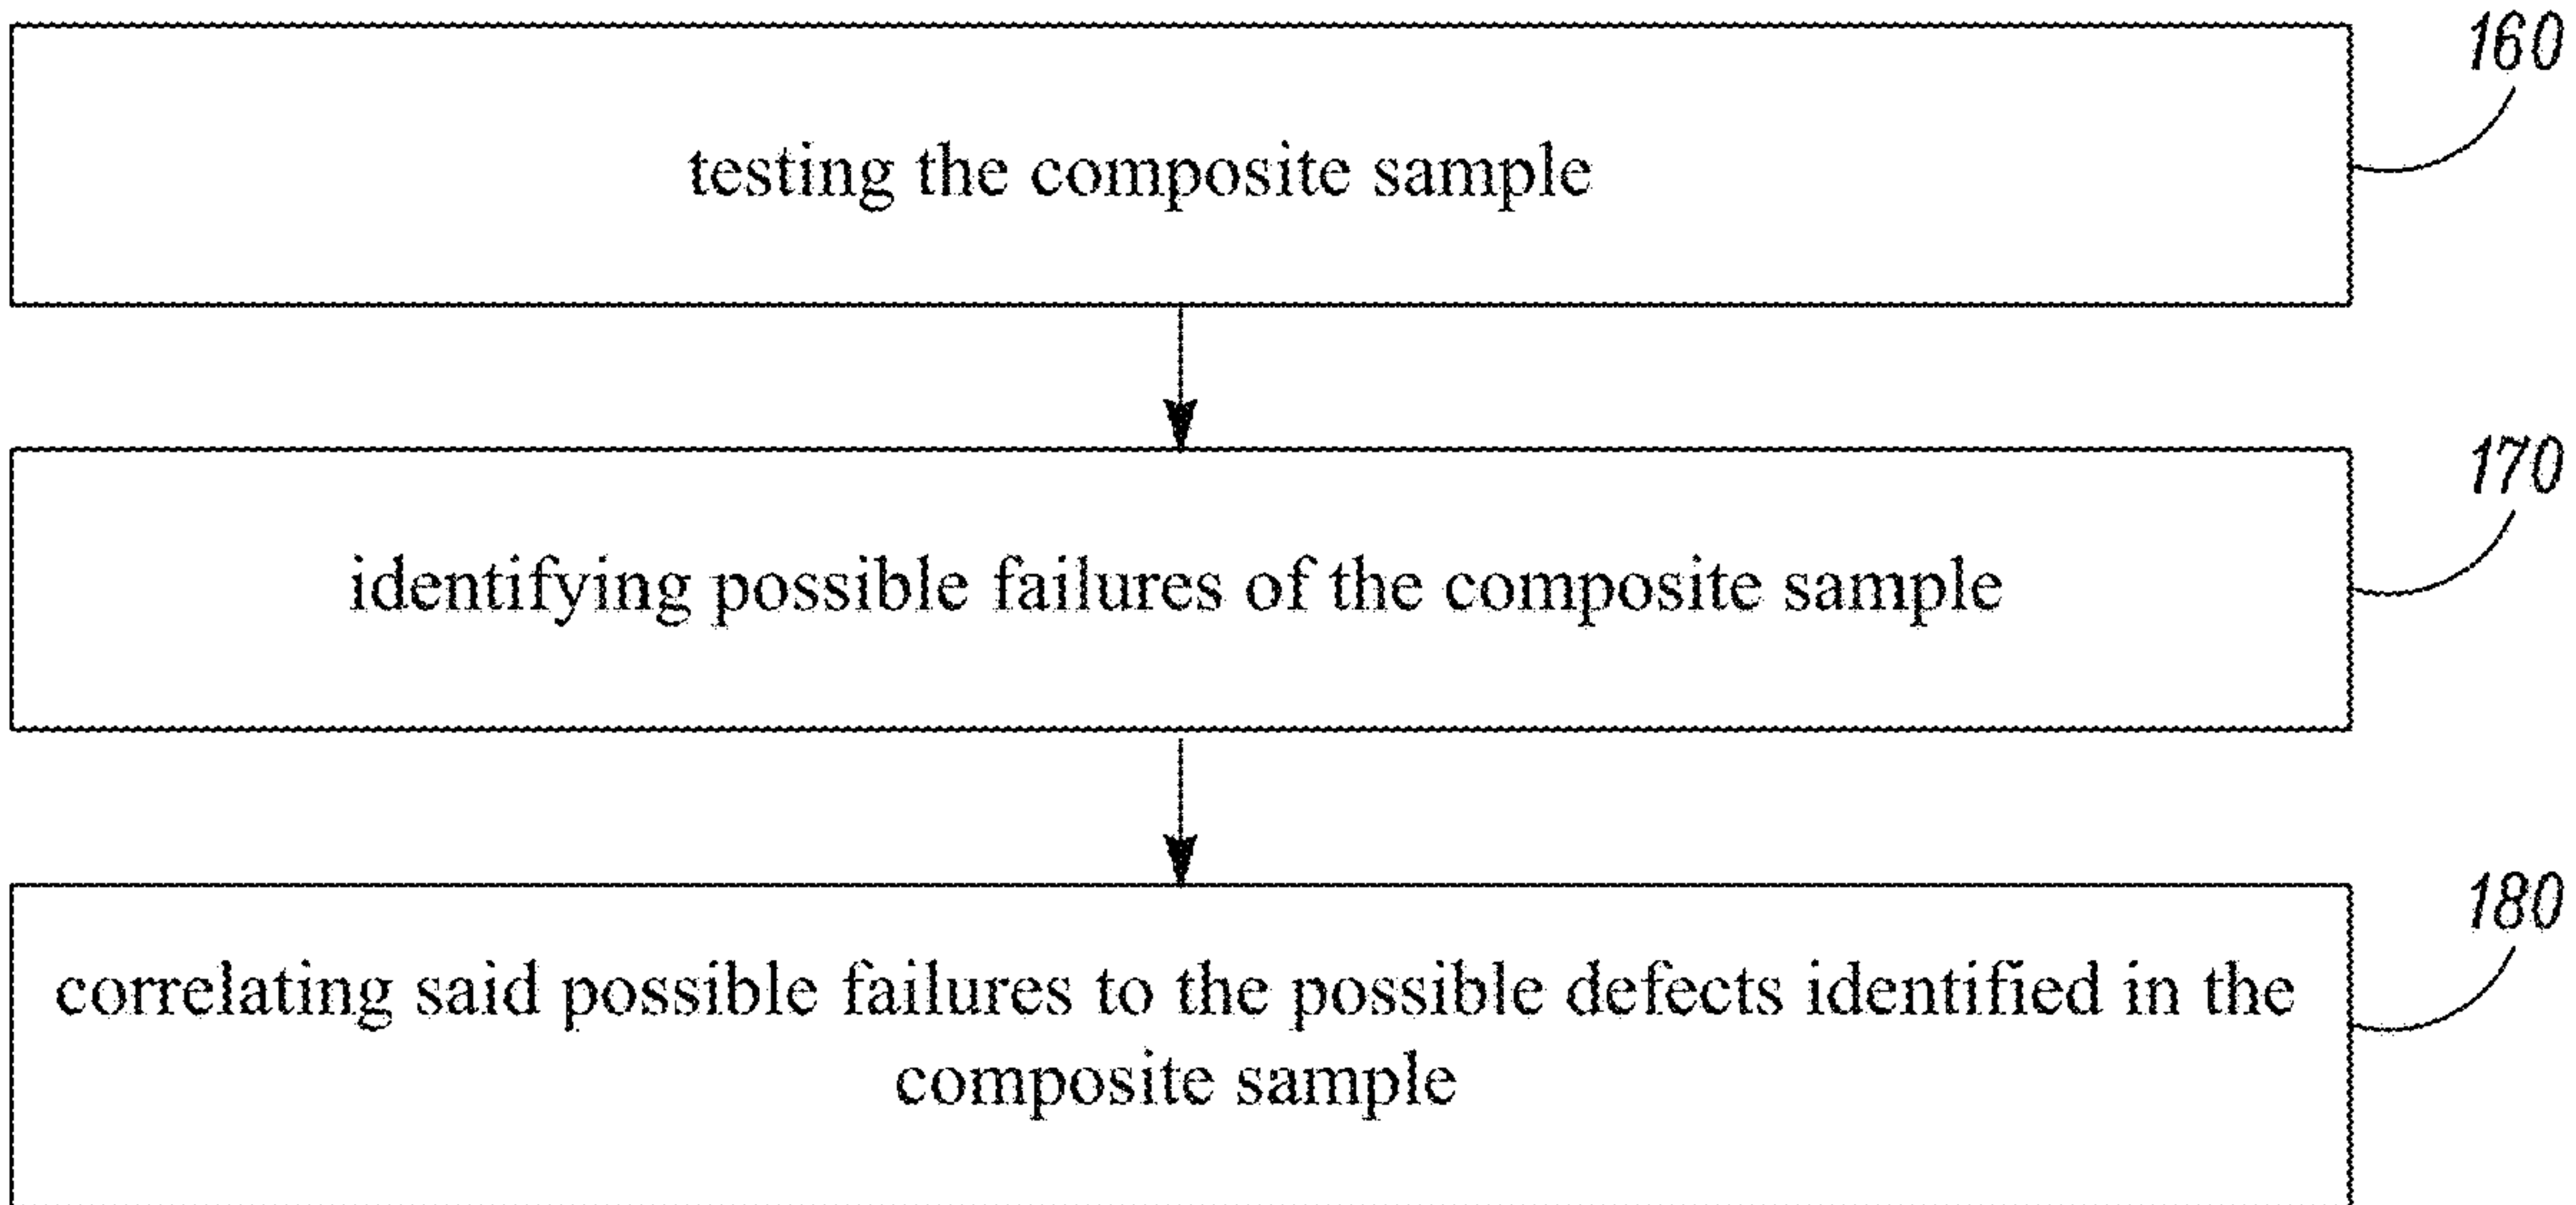 160
testing the composite sample
170
identifying possible failures of the composite sample
180
correlating said possible failures to the possible defects identified in the
composite sample